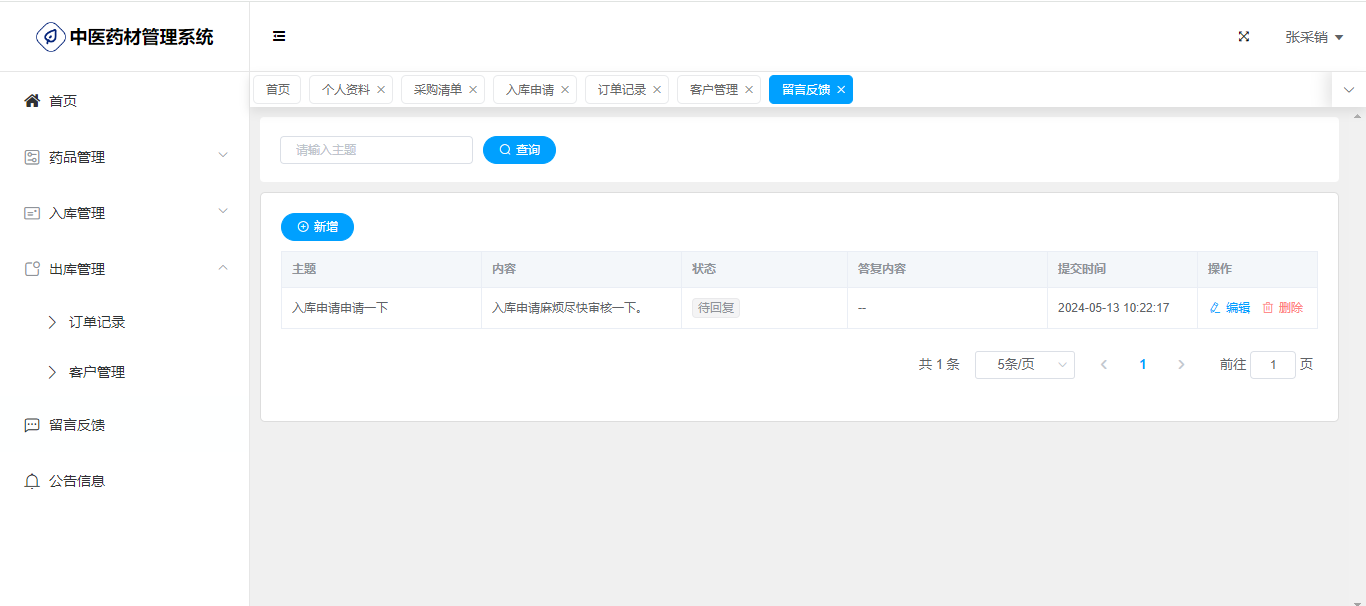 中医药材管理系统
张采销
首页
个人资料
采购清单
入库申请
订单记录
客户管理
留言反馈
首页
药品管理
入库管理
出库管理
订单记录
客户管理
留言反馈
公告信息
请输入主题
查询
新增
主题 内容 状态 答复内容 提交时间 操作
入库申请申请一下 入库申请麻烦尽快审核一下。 待回复 -- 2024-05-13 10:22:17 编辑 删除
共 1 条 5条/页 1 前往 1 页